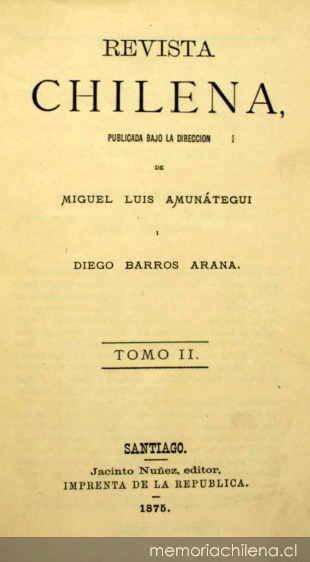 REVISTA
CHILENA,
PUBLICADA BAJO LA DIRECCION
DE
MIGUEL LUIS AMUNÁTEGUI
I
DIEGO BARROS ARANA.
TOMO II.
SANTIAGO.
Jacinto Nuñez, editor,
IMPRENTA DE LA REPUBLICA.
1875.
memoriachilena.cl